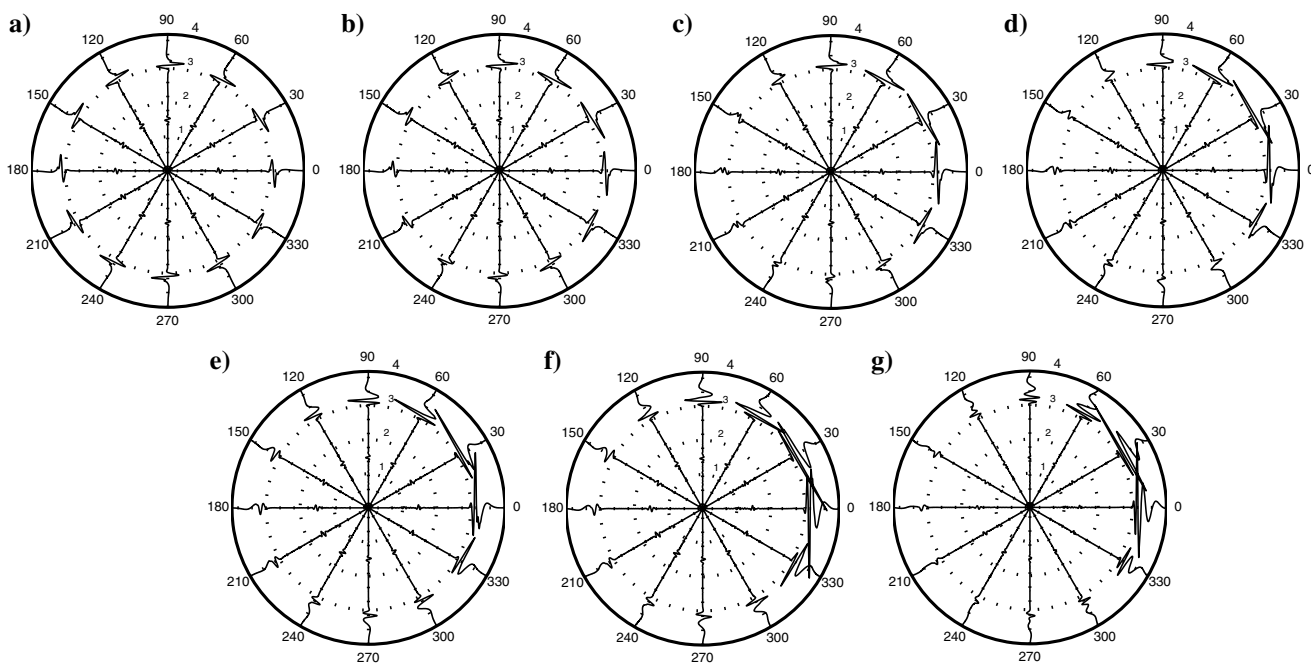 a) b) c) d)
90 4 90 4 90 4 90 4
120 60 120 60 120 60 120 60
3 3 3 3
150 30 150 30 150 30 150 30
2 2 2 2
1 1 1 1
180 0 180 0 180 0 180 0
210 330 210 330 210 330 210 330
240 300 240 300 240 300 240 300
270 270 270 270
e) f) g)
90 4 90 4 90 4
120 60 120 60 120 60
3 3 3
150 30 150 30 150 30
2 2 2
1 1 1
180 0 180 0 180 0
210 330 210 330 210 330
240 300 240 300 240 300
270 270 270